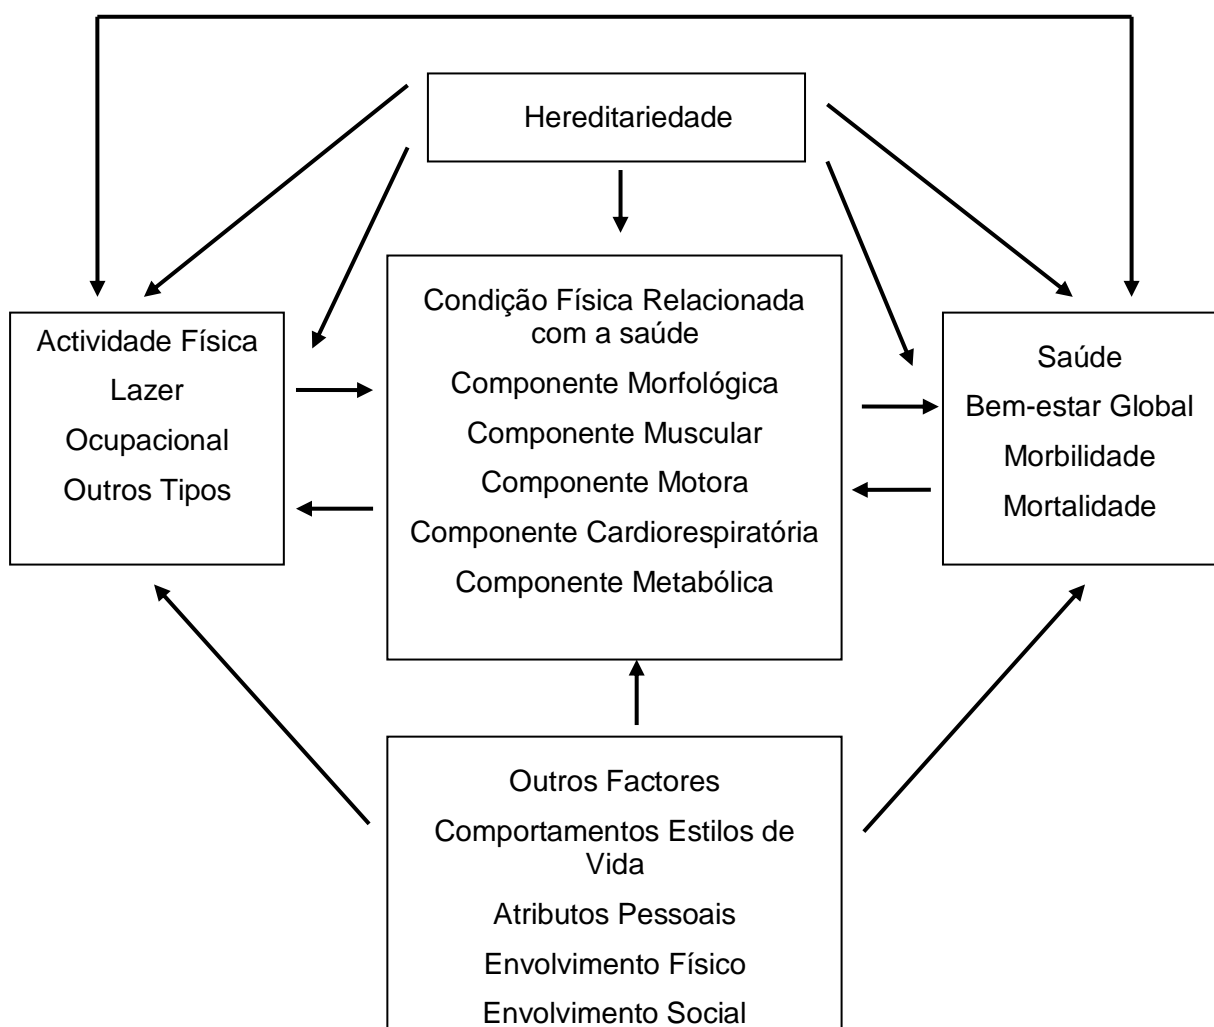 Hereditariedade
Actividade Física
Lazer
Ocupacional
Outros Tipos
Condição Física Relacionada
com a saúde
Componente Morfológica
Componente Muscular
Componente Motora
Componente Cardiorespiratória
Componente Metabólica
Saúde
Bem-estar Global
Morbilidade
Mortalidade
Outros Factores
Comportamentos Estilos de
Vida
Atributos Pessoais
Envolvimento Físico
Envolvimento Social